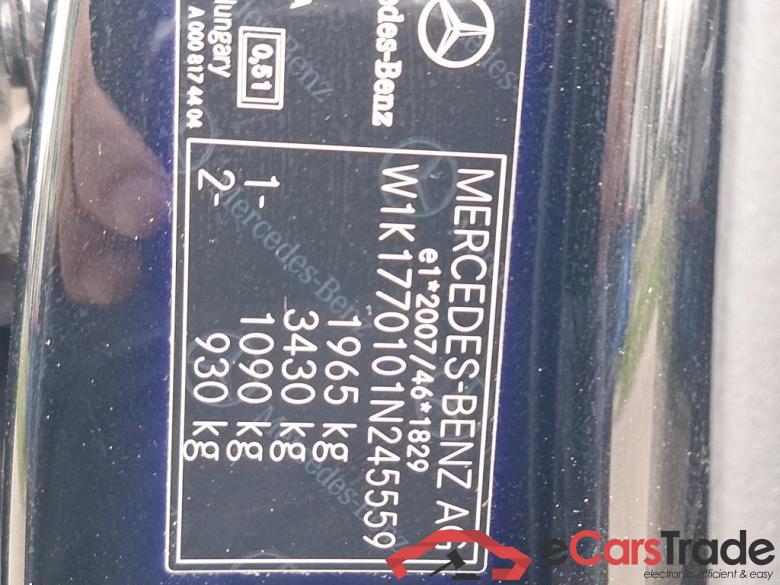 Mercedes-Benz
Hungary
0,51
A 000 817 44 04
MERCEDES-BENZ AG
e1*2007/46*1829
W1K1770101N245559
1965 kg
3430 kg
1- 1090 kg
2- 930 kg
eCarsTrade
electronic, efficient & easy